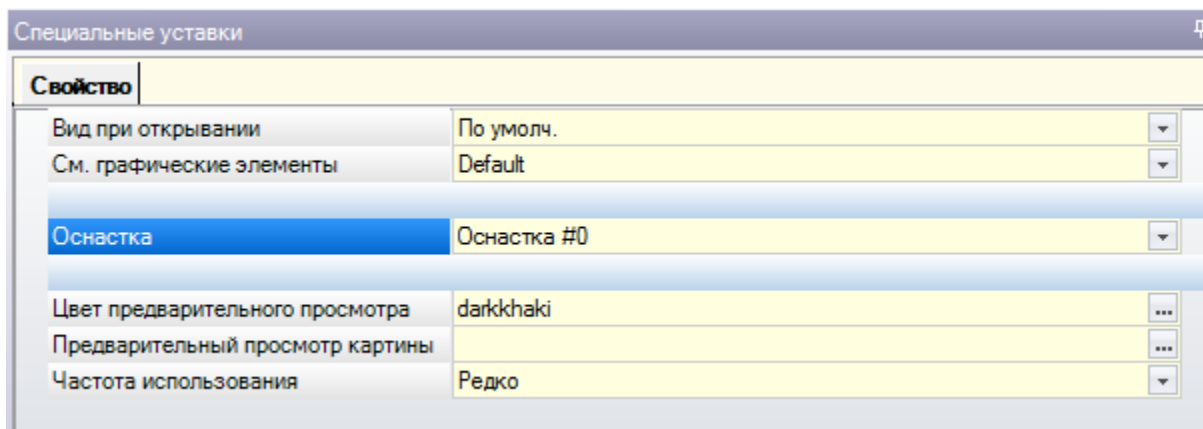 Специальные уставки
Свойство
Вид при открывании По умолч.
См. графические элементы Default
Оснастка Оснастка #0
Цвет предварительного просмотра darkkhaki ...
Предварительный просмотр картины ...
Частота использования Редко